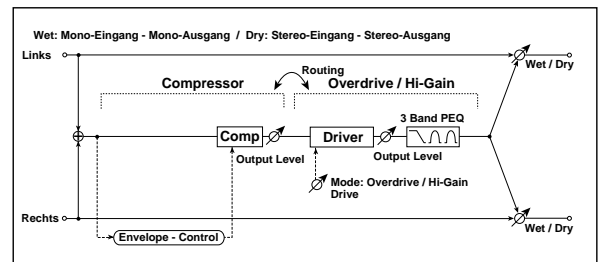 Wet: Mono-Eingang - Mono-Ausgang / Dry: Stereo-Eingang - Stereo-Ausgang
Links
Wet / Dry
Routing
Compressor
Overdrive / Hi-Gain
3 Band PEQ
Comp
Driver
Output Level
Output Level
Mode: Overdrive / Hi-Gain
Drive
Rechts
Wet / Dry
Envelope - Control